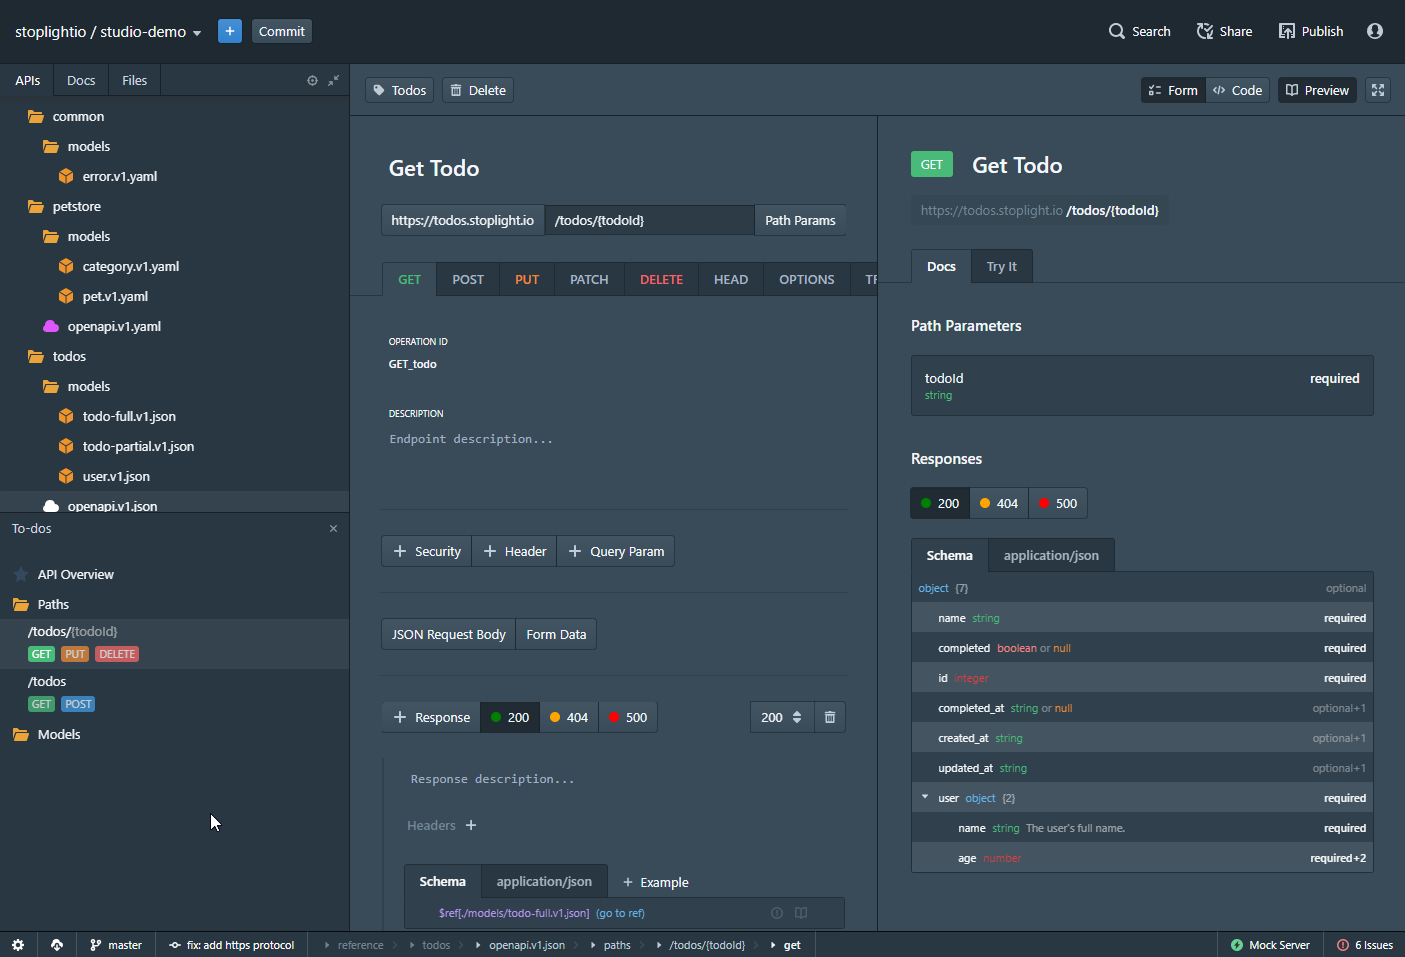 stoplightio / studio-demo
+
Commit
Search
Share
Publish
APIs
Docs
Files
common
models
error.v1.yaml
petstore
models
category.v1.yaml
pet.v1.yaml
openapi.v1.yaml
todos
models
todo-full.v1.json
todo-partial.v1.json
user.v1.json
openapi.v1.json
To-dos
API Overview
Paths
/todos/{todoId}
GET PUT DELETE
/todos
GET POST
Models
Todos
Delete
Form
Code
Preview
Get Todo
https://todos.stoplight.io
/todos/{todoId}
Path Params
GET POST PUT PATCH DELETE HEAD OPTIONS
OPERATION ID
GET_todo
DESCRIPTION
Endpoint description...
+ Security
+ Header
+ Query Param
JSON Request Body
Form Data
+ Response
200
404
500
200
Response description...
Headers +
Schema
application/json
+ Example
$ref[./models/todo-full.v1.json] (go to ref)
GET
Get Todo
https://todos.stoplight.io /todos/{todoId}
Docs
Try It
Path Parameters
todoId required
string
Responses
200
404
500
Schema
application/json
object {7} optional
name string required
completed boolean or null required
id integer required
completed_at string or null optional+1
created_at string optional+1
updated_at string optional+1
user object {2} required
name string The user's full name. required
age number required+2
master
fix: add https protocol
reference
todos
openapi.v1.json
paths
/todos/{todoId}
get
Mock Server
6 Issues